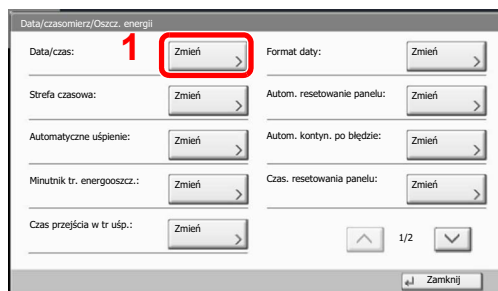 Data/czasomierz/Oszcz. energii
Data/czas: 1 Zmień Format daty: Zmień
Strefa czasowa: Zmień Autom. resetowanie panelu: Zmień
Automatyczne uśpienie: Zmień Autom. kontyn. po błędzie: Zmień
Minutnik tr. energooszcz.: Zmień Czas. resetowania panelu: Zmień
Czas przejścia w tr uśp.: Zmień 1/2
Zamknij